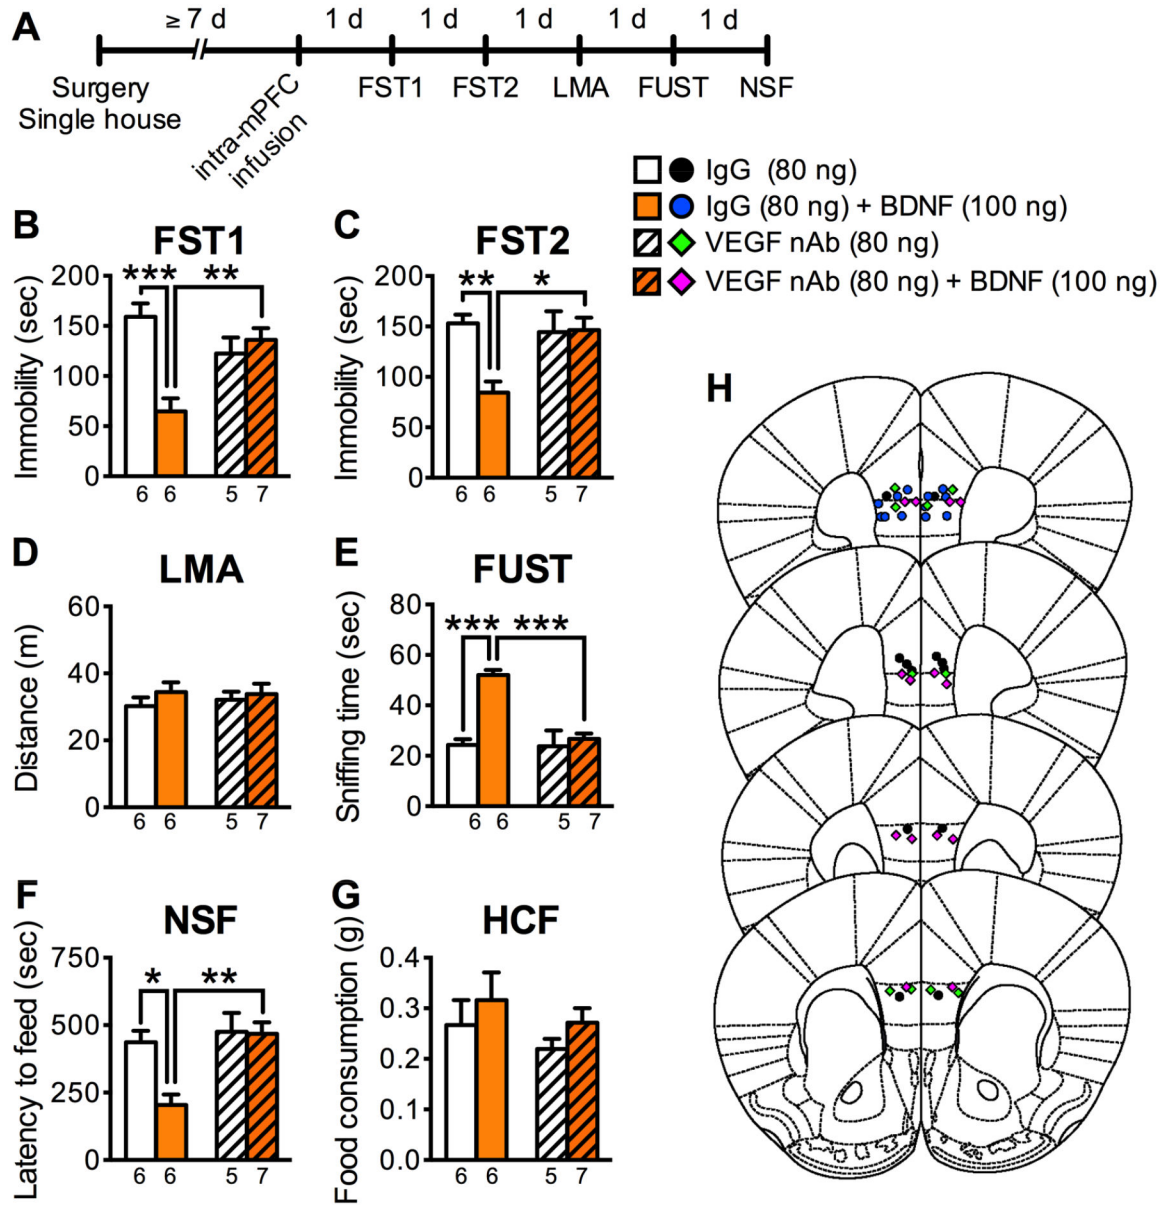 A
≥ 7 d
1 d
1 d
1 d
1 d
1 d
Surgery
Single house
intra-mPFC
infusion
FST1
FST2
LMA
FUST
NSF
IgG (80 ng)
IgG (80 ng) + BDNF (100 ng)
VEGF nAb (80 ng)
VEGF nAb (80 ng) + BDNF (100 ng)
B
FST1
Immobility (sec)
200
150
100
50
0
***
**
6
6
5
7
C
FST2
Immobility (sec)
200
150
100
50
0
**
*
6
6
5
7
D
LMA
Distance (m)
60
40
20
0
6
6
5
7
E
FUST
Sniffing time (sec)
80
60
40
20
0
***
***
6
6
5
7
F
NSF
Latency to feed (sec)
750
500
250
0
*
**
6
6
5
7
G
HCF
Food consumption (g)
0.4
0.3
0.2
0.1
0.0
6
6
5
7
H